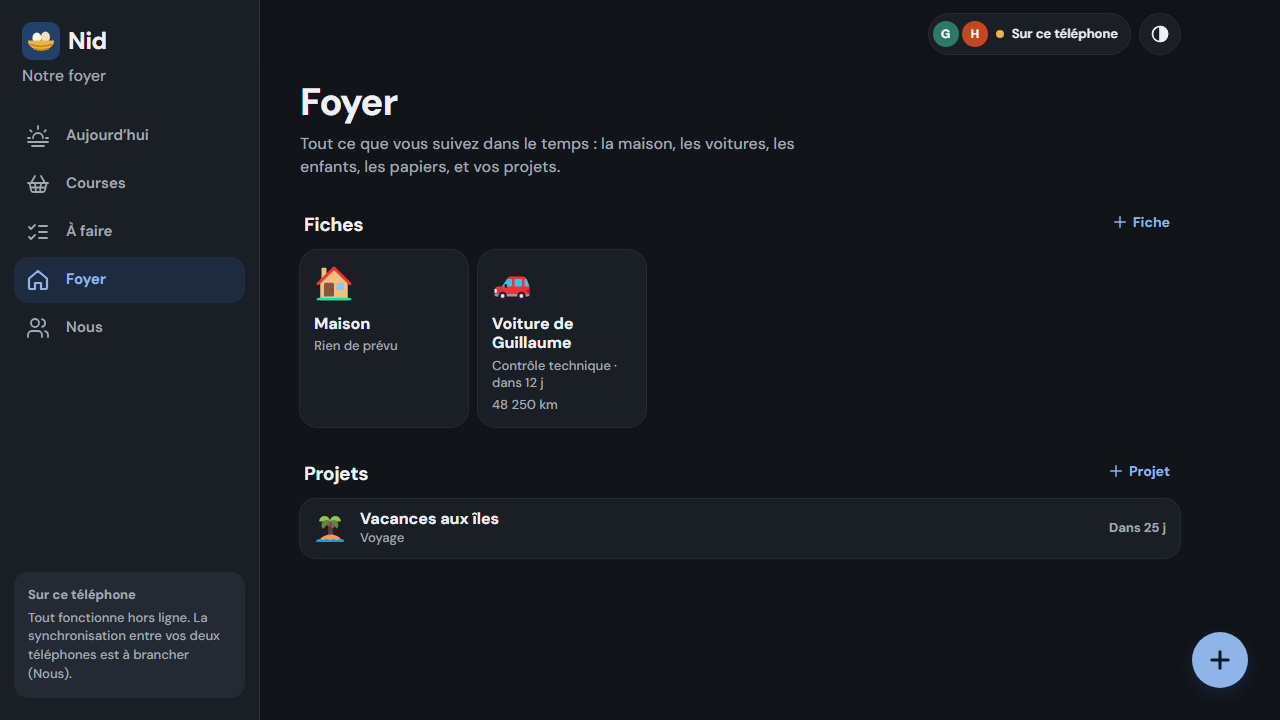 Nid
Notre foyer
Aujourd’hui
Courses
À faire
Foyer
Nous
Sur ce téléphone
Tout fonctionne hors ligne. La
synchronisation entre vos deux
téléphones est à brancher
(Nous).
G H Sur ce téléphone
Foyer
Tout ce que vous suivez dans le temps : la maison, les voitures, les
enfants, les papiers, et vos projets.
Fiches
+ Fiche
Maison
Rien de prévu
Voiture de
Guillaume
Contrôle technique ·
dans 12 j
48 250 km
Projets
+ Projet
Vacances aux îles
Voyage
Dans 25 j